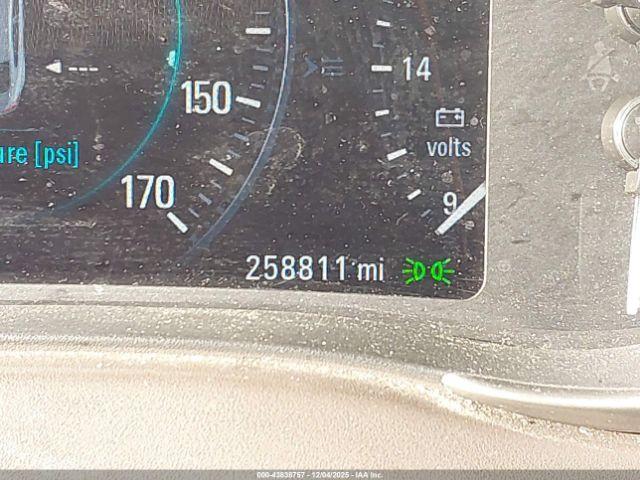 ---
14
150
ure [psi]
volts
170
9
258811 mi
000-43838757 - 12/04/2025 - IAA Inc.